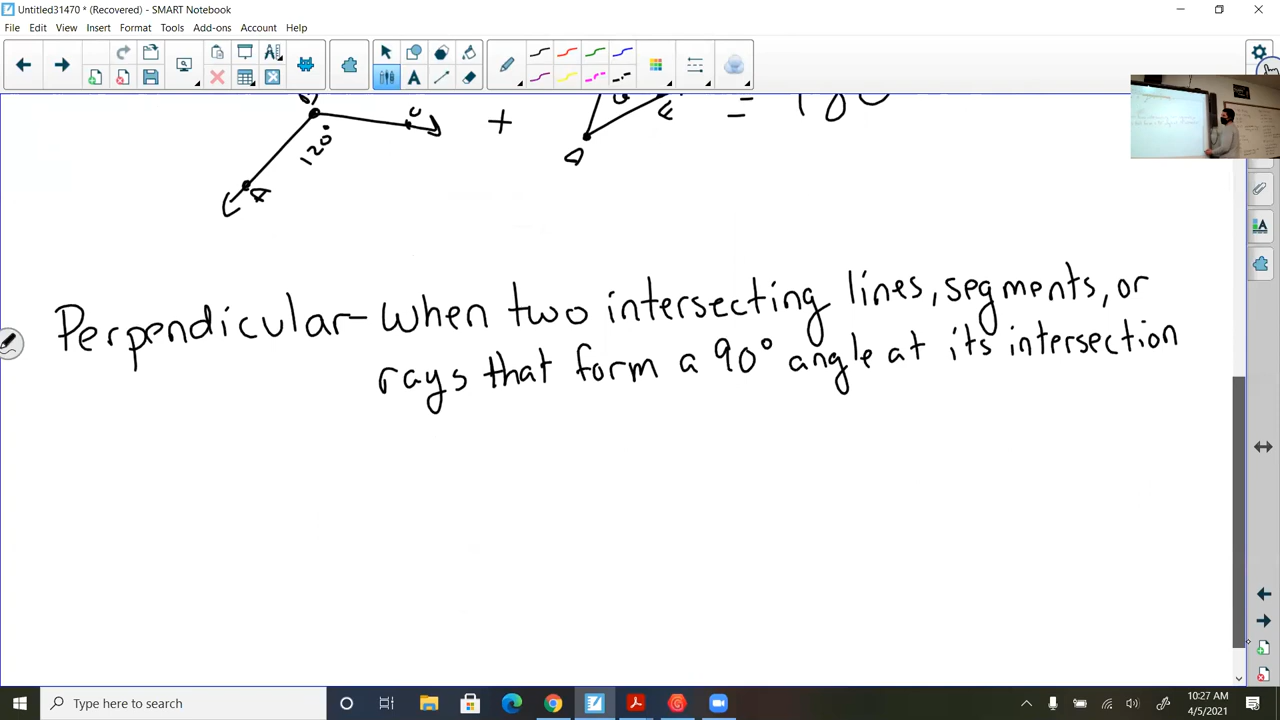 Untitled31470 * (Recovered) - SMART Notebook
File Edit View Insert Format Tools Add-ons Account Help
120°
C
A
+
D
=
Perpendicular- When two intersecting lines, segments, or
rays that form a 90° angle at its intersection
Type here to search
10:27 AM
4/5/2021